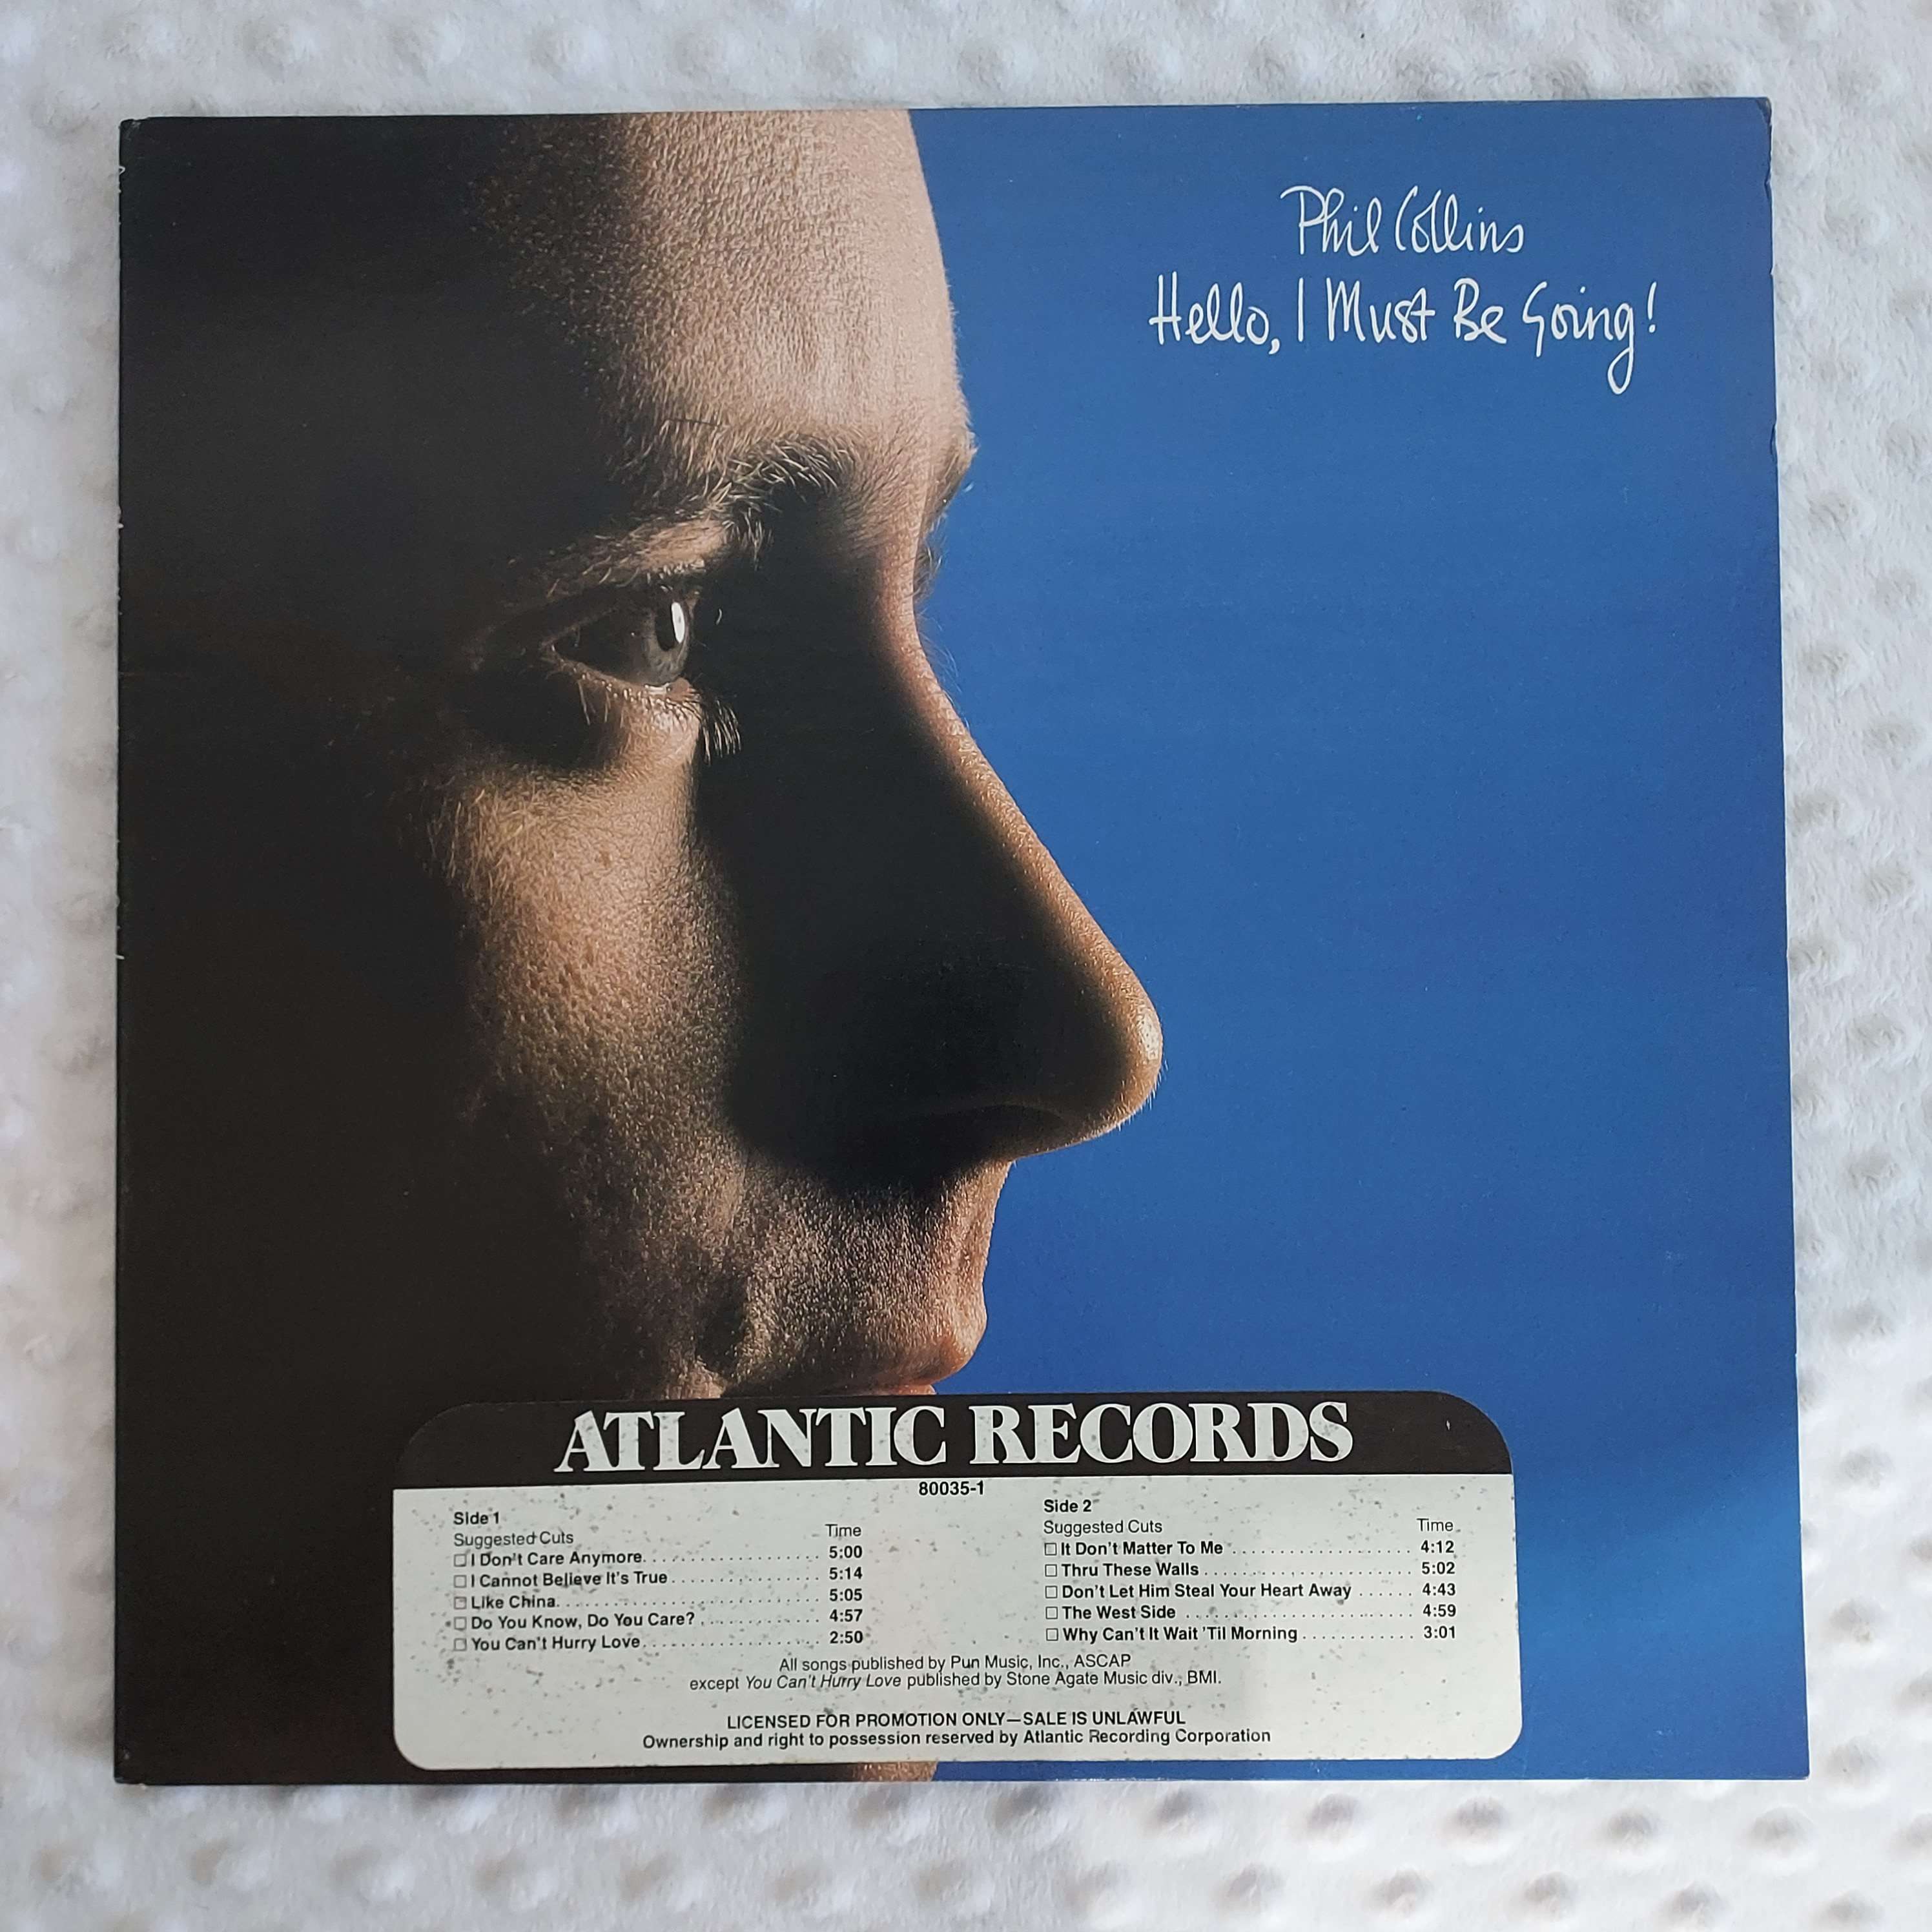 Phil Collins
Hello, I Must Be Going!
ATLANTIC RECORDS
80035-1
Side 1
Suggested Cuts Time
☐ I Don't Care Anymore. . . . . . . . . . . . . . . . . . . 5:00
☐ I Cannot Believe It's True . . . . . . . . . . . . . . . . 5:14
☐ Like China. . . . . . . . . . . . . . . . . . . . . . . . . . . . 5:05
☐ Do You Know, Do You Care? . . . . . . . . . . . . . 4:57
☐ You Can't Hurry Love . . . . . . . . . . . . . . . . . . . 2:50
Side 2
Suggested Cuts Time
☐ It Don't Matter To Me . . . . . . . . . . . . . . . . . . . 4:12
☐ Thru These Walls . . . . . . . . . . . . . . . . . . . . . . 5:02
☐ Don't Let Him Steal Your Heart Away . . . . . . 4:43
☐ The West Side . . . . . . . . . . . . . . . . . . . . . . . . 4:59
☐ Why Can't It Wait 'Til Morning . . . . . . . . . . . . 3:01
All songs published by Pun Music, Inc., ASCAP
except You Can't Hurry Love published by Stone Agate Music div., BMI.
LICENSED FOR PROMOTION ONLY—SALE IS UNLAWFUL
Ownership and right to possession reserved by Atlantic Recording Corporation